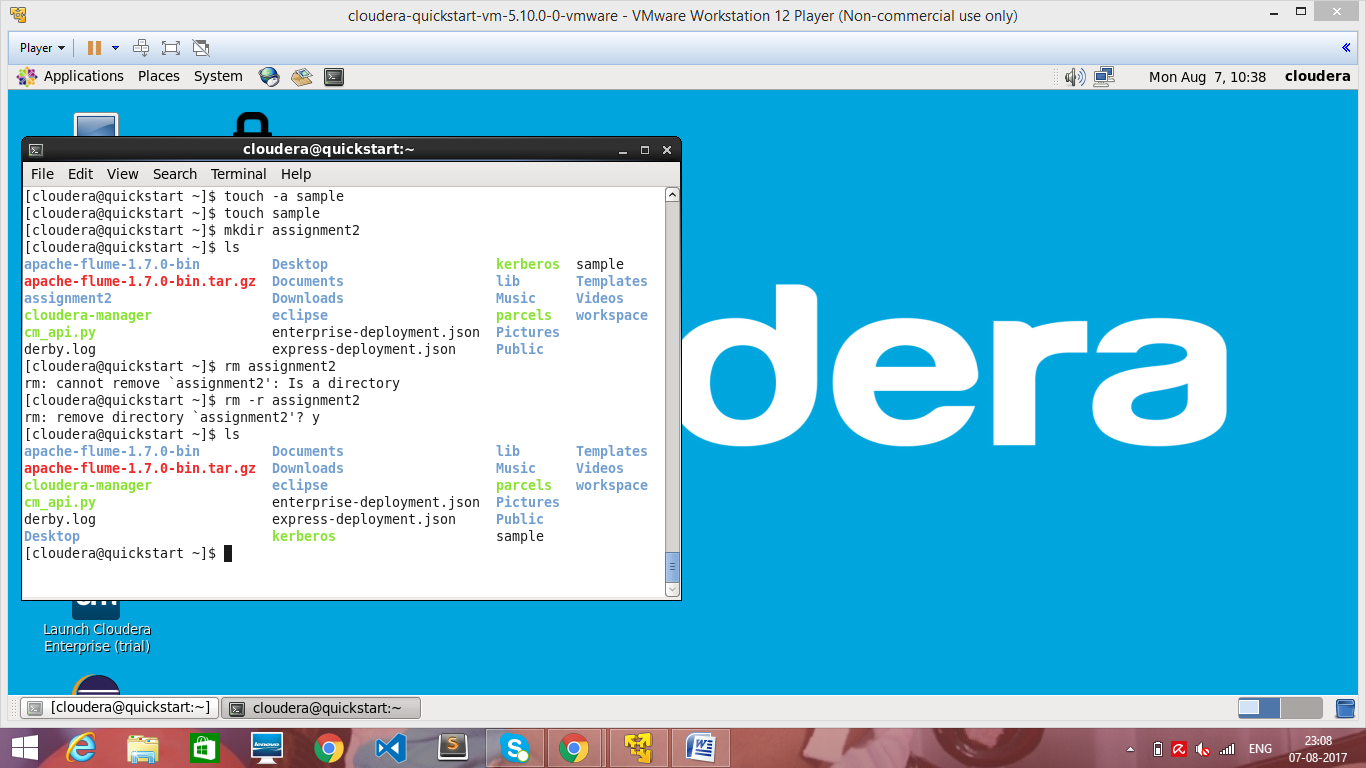 cloudera-quickstart-vm-5.10.0-0-vmware - VMware Workstation 12 Player (Non-commercial use only)
Player
Applications Places System Mon Aug 7, 10:38 cloudera
cloudera@quickstart:~
File Edit View Search Terminal Help
[cloudera@quickstart ~]$ touch -a sample
[cloudera@quickstart ~]$ touch sample
[cloudera@quickstart ~]$ mkdir assignment2
[cloudera@quickstart ~]$ ls
apache-flume-1.7.0-bin Desktop kerberos sample
apache-flume-1.7.0-bin.tar.gz Documents lib Templates
assignment2 Downloads Music Videos
cloudera-manager eclipse parcels workspace
cm_api.py enterprise-deployment.json Pictures
derby.log express-deployment.json Public
[cloudera@quickstart ~]$ rm assignment2
rm: cannot remove `assignment2': Is a directory
[cloudera@quickstart ~]$ rm -r assignment2
rm: remove directory `assignment2'? y
[cloudera@quickstart ~]$ ls
apache-flume-1.7.0-bin Documents lib Templates
apache-flume-1.7.0-bin.tar.gz Downloads Music Videos
cloudera-manager eclipse parcels workspace
cm_api.py enterprise-deployment.json Pictures
derby.log express-deployment.json Public
Desktop kerberos sample
[cloudera@quickstart ~]$
dera
Launch Cloudera
Enterprise (trial)
[cloudera@quickstart:~] cloudera@quickstart:~
lenovo
ENG
23:08
07-08-2017